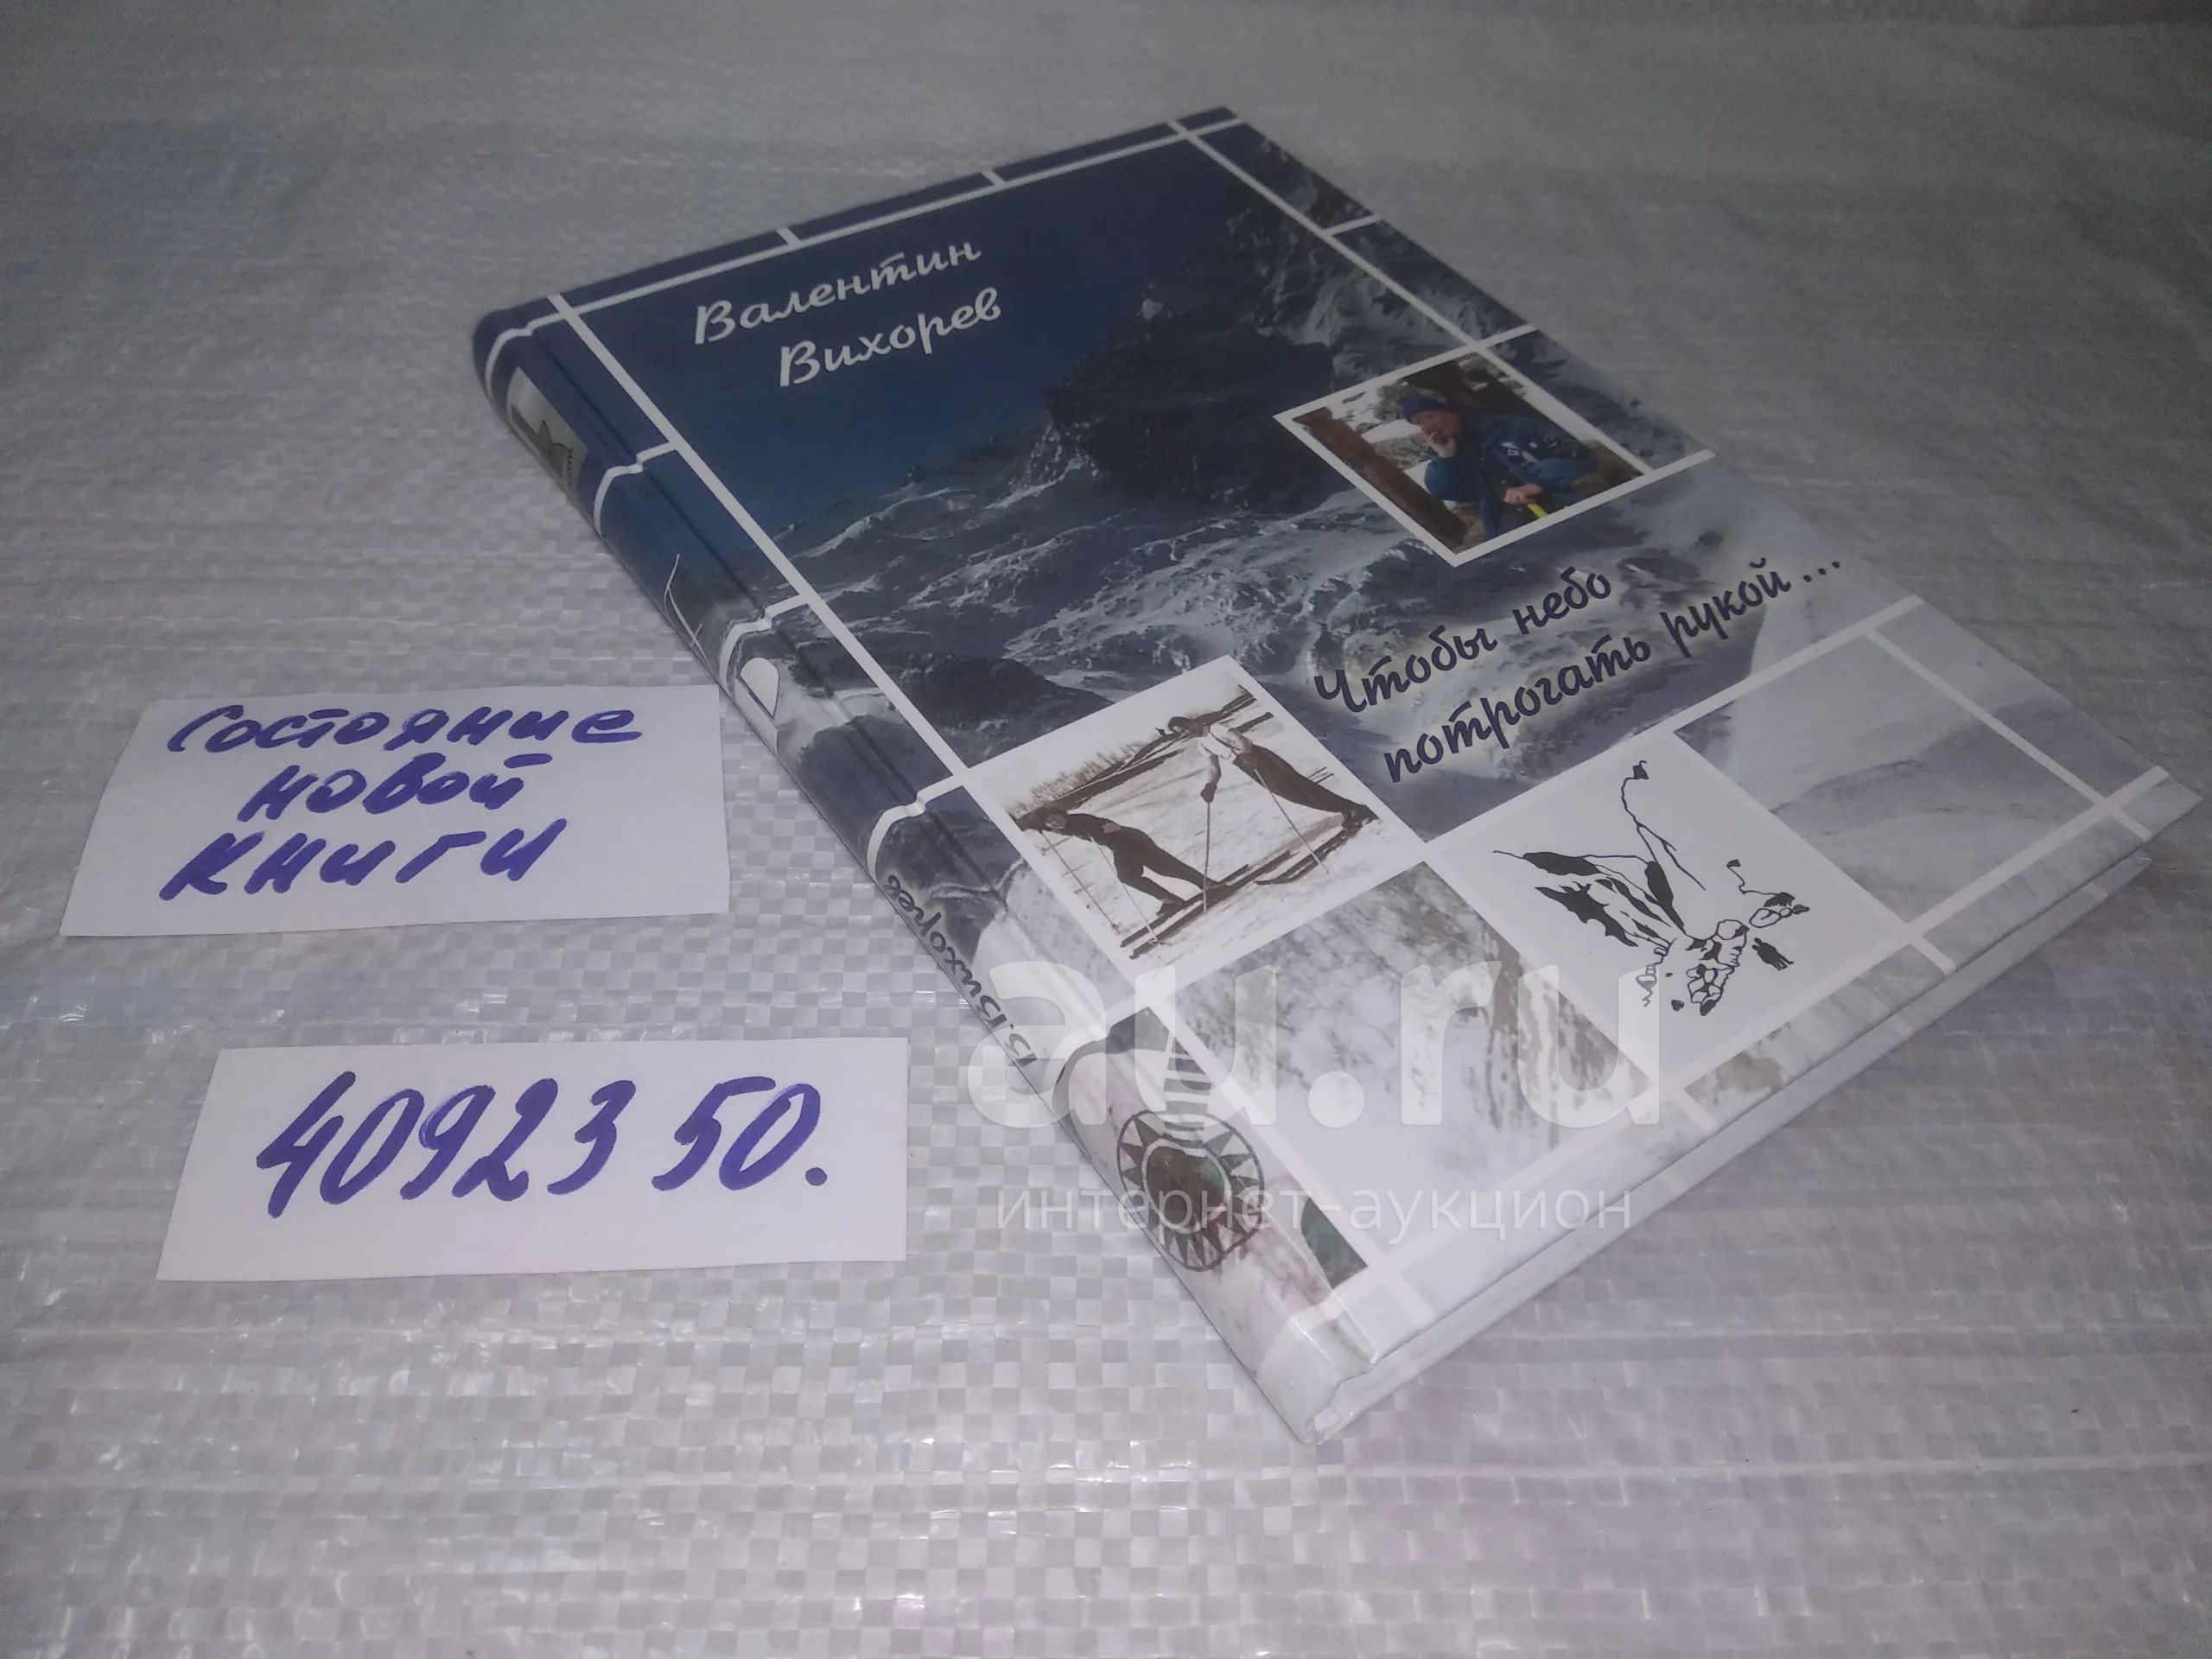 Валентин
Вихорев
Чтобы небо
потрогать рукой ...
В.Вихорев
Состояние
новой
книги
40923 50.
au.ru
интернет-аукцион